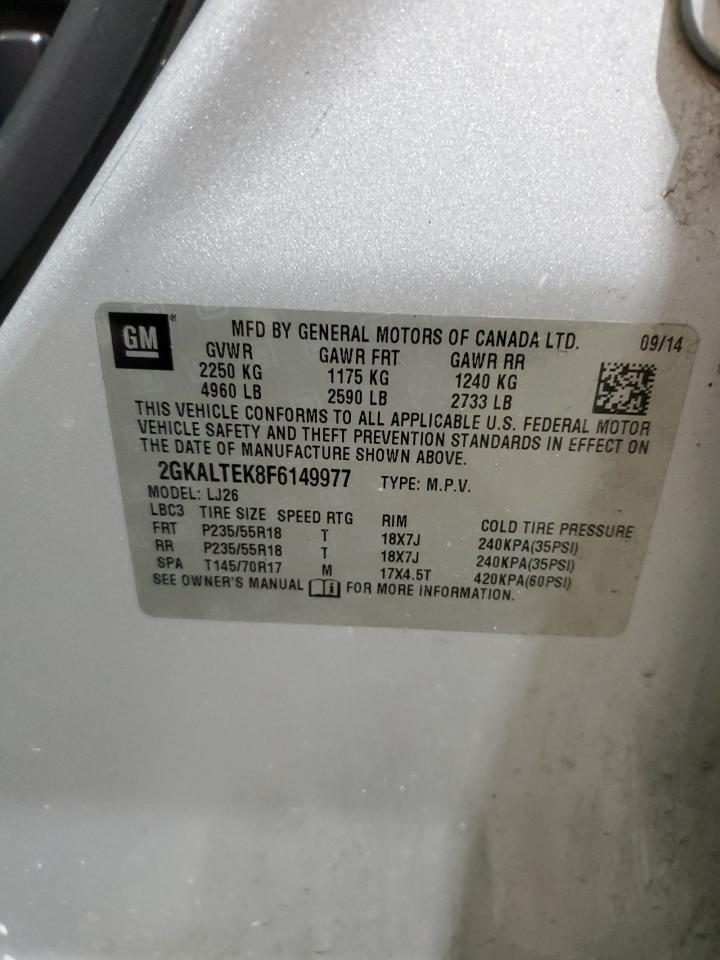 GM ® MFD BY GENERAL MOTORS OF CANADA LTD. 09/14
GVWR GAWR FRT GAWR RR
2250 KG 1175 KG 1240 KG
4960 LB 2590 LB 2733 LB
THIS VEHICLE CONFORMS TO ALL APPLICABLE U.S. FEDERAL MOTOR
VEHICLE SAFETY AND THEFT PREVENTION STANDARDS IN EFFECT ON
THE DATE OF MANUFACTURE SHOWN ABOVE.
2GKALTEK8F6149977 TYPE: M.P.V.
MODEL: LJ26
LBC3 TIRE SIZE SPEED RTG RIM COLD TIRE PRESSURE
FRT P235/55R18 T 18X7J 240KPA(35PSI)
RR P235/55R18 T 18X7J 240KPA(35PSI)
SPA T145/70R17 M 17X4.5T 420KPA(60PSI)
SEE OWNER'S MANUAL FOR MORE INFORMATION.